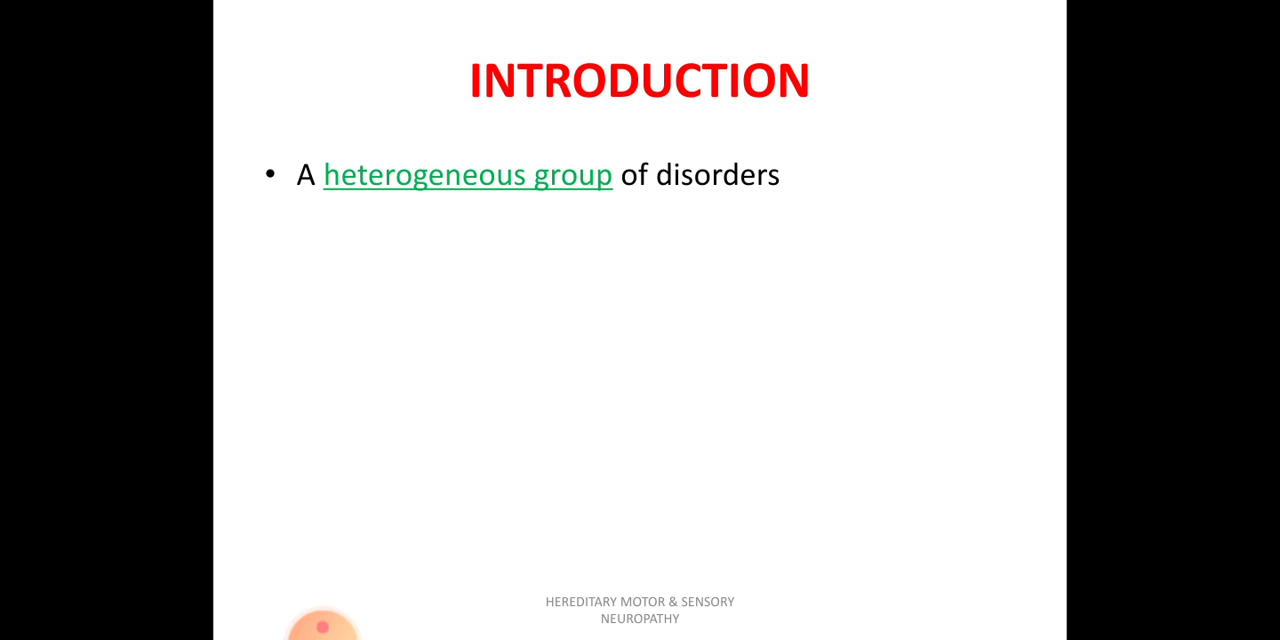 INTRODUCTION
• A heterogeneous group of disorders
HEREDITARY MOTOR & SENSORY
NEUROPATHY